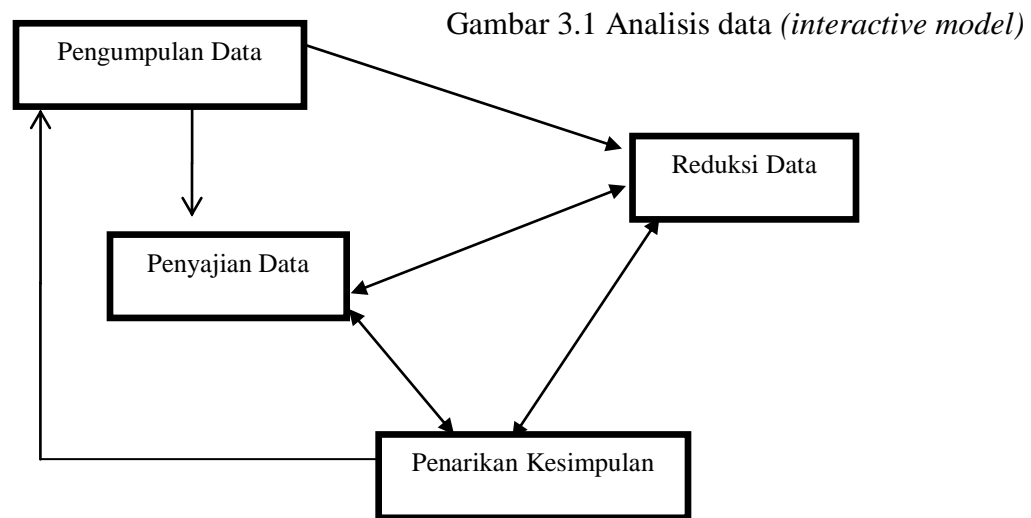 Gambar 3.1 Analisis data (interactive model)
Pengumpulan Data
Reduksi Data
Penyajian Data
Penarikan Kesimpulan